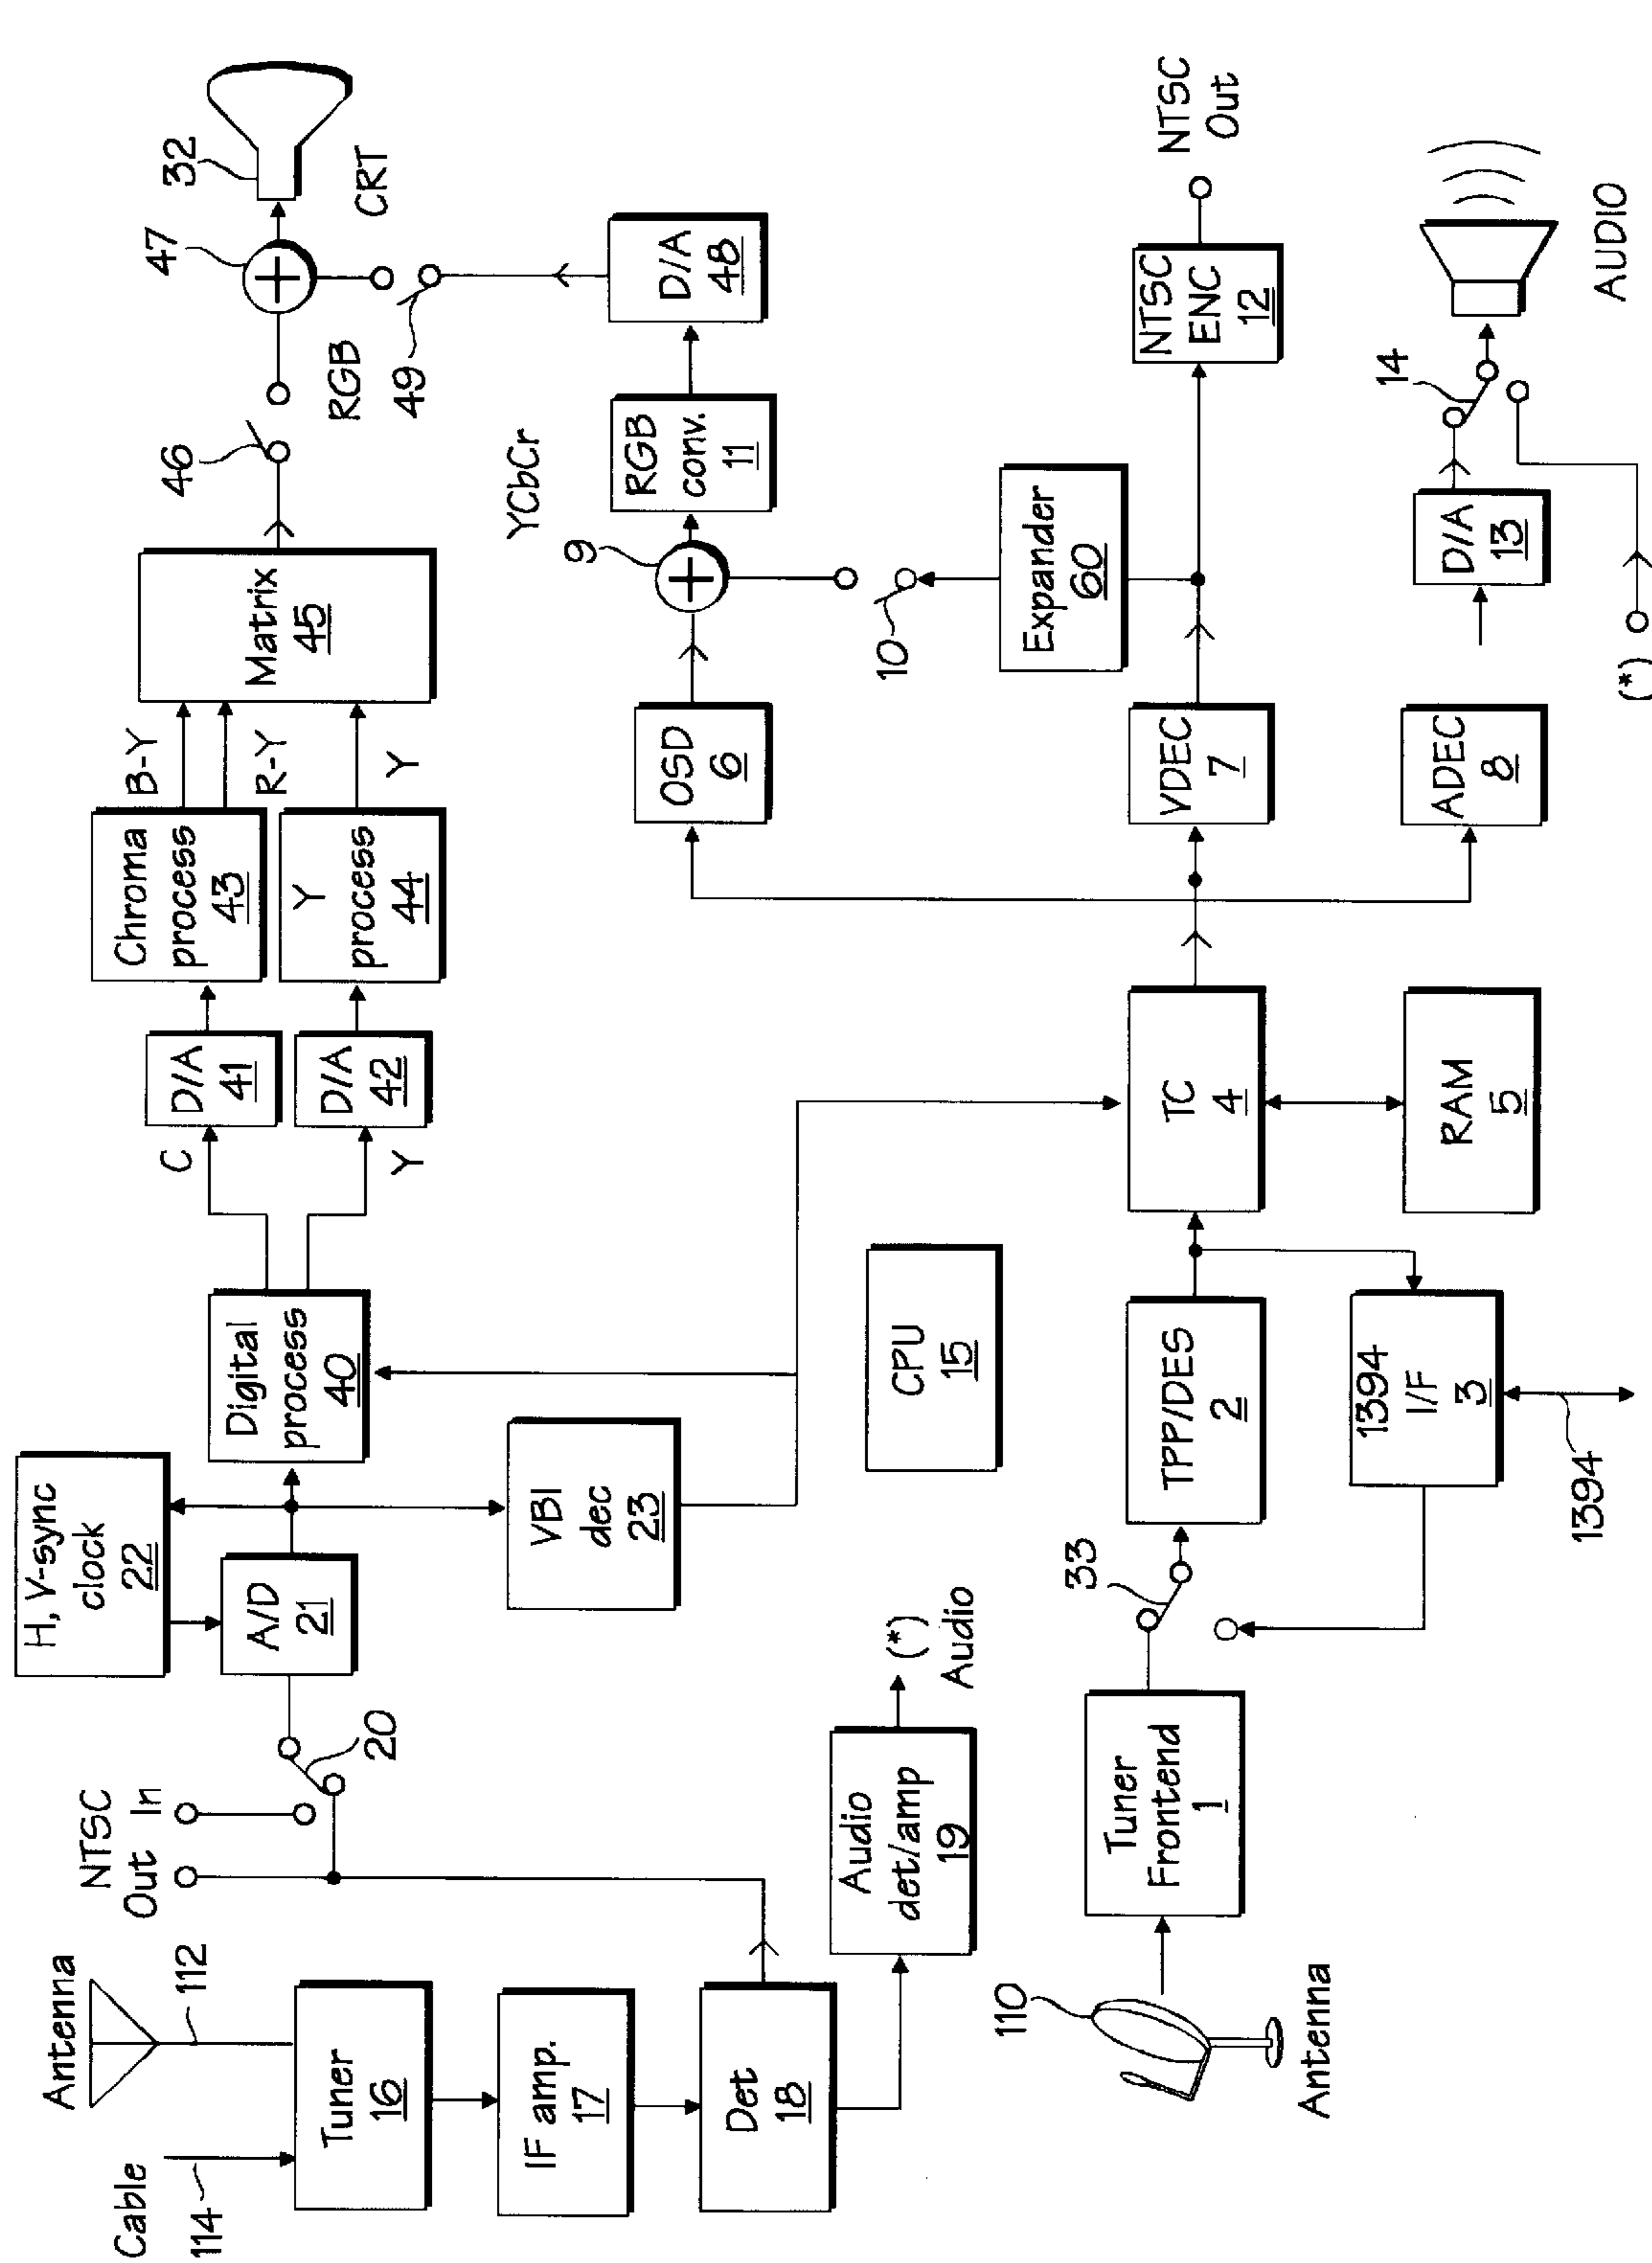 Cable
114
Antenna
112
Tuner
16
IF amp.
17
Det
18
NTSC
Out In
20
H, V-sync
clock
22
A/D
21
VBI
dec
23
Digital
process
40
C
Y
D/A
41
D/A
42
Chroma
process
43
Y
process
44
B-Y
R-Y
Y
Matrix
45
46
RGB
47
32
CRT
49
D/A
48
YCbCr
RGB
conv.
11
9
OSD
6
10
Expander
60
NTSC
ENC
12
NTSC
Out
Audio
det/amp
19
(*)
Audio
CPU
15
110
Antenna
Tuner
Frontend
1
33
TPP/DES
2
1394
I/F
3
1394
TC
4
RAM
5
VDEC
7
ADEC
8
D/A
13
14
(*)
AUDIO